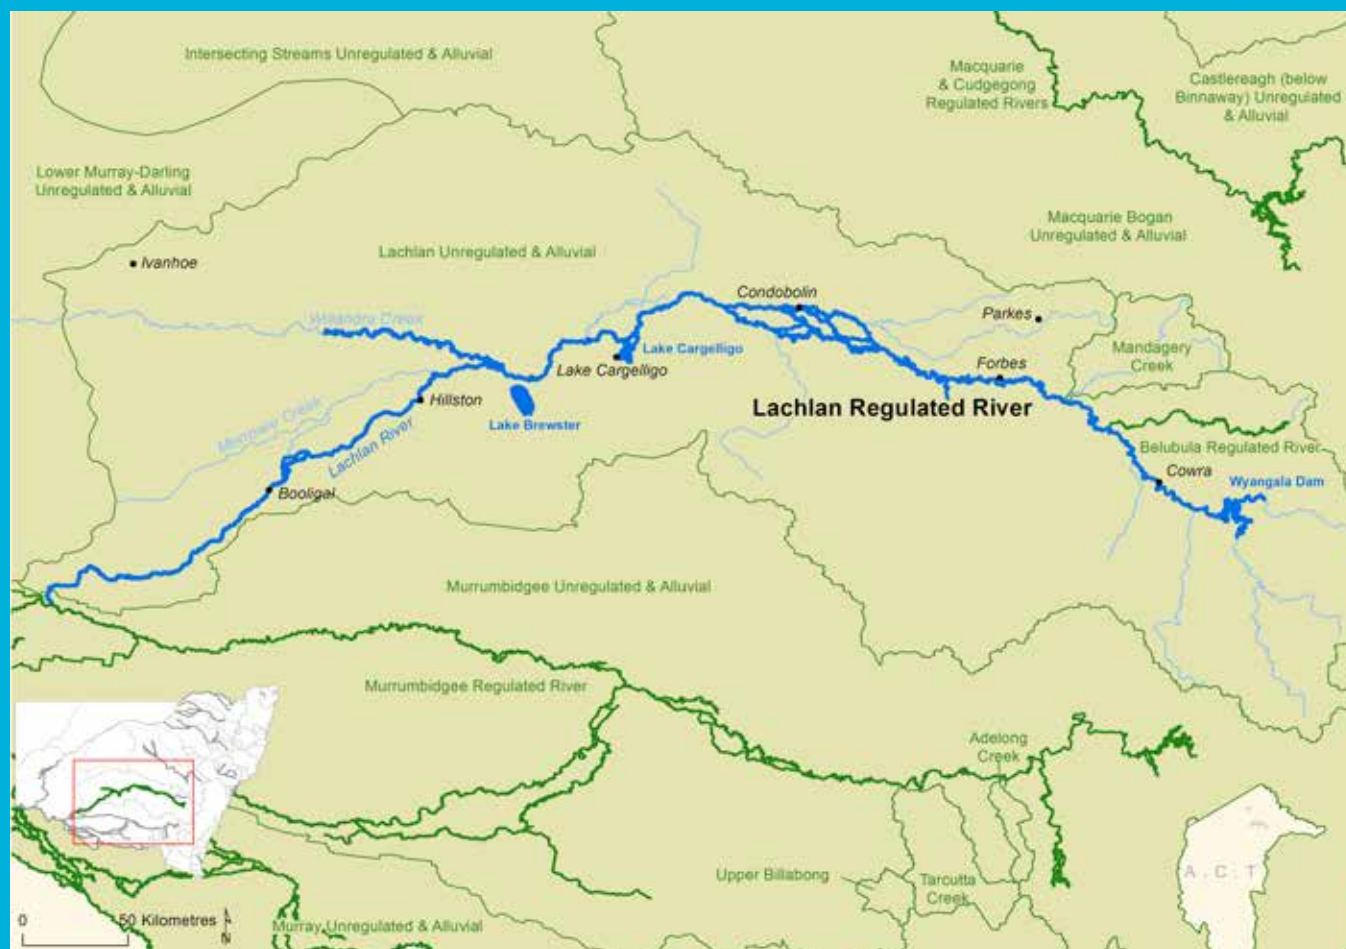 Intersecting Streams Unregulated & Alluvial
Macquarie
& Cudgegong
Regulated Rivers
Castlereagh (below
Binnaway) Unregulated
& Alluvial
Lower Murray-Darling
Unregulated & Alluvial
Macquarie Bogan
Unregulated & Alluvial
Lachlan Unregulated & Alluvial
Ivanhoe
Condobolin
Parkes
Willandra Creek
Lake Cargelligo
Mandagery
Creek
Lake Cargelligo
Forbes
Hillston
Lachlan Regulated River
Merrowie Creek
Lake Brewster
Lachlan River
Belubula Regulated River
Cowra
Wyangala Dam
Booligal
Murrumbidgee Unregulated & Alluvial
Murrumbidgee Regulated River
Adelong
Creek
Upper Billabong
Tarcutta
Creek
A.C.T
0
50 Kilometres
N
Murray Unregulated & Alluvial